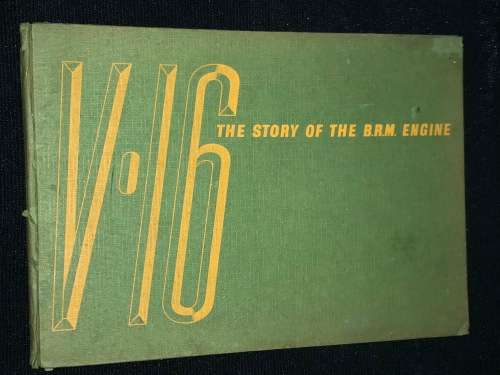 V·16
THE STORY OF THE B.R.M. ENGINE